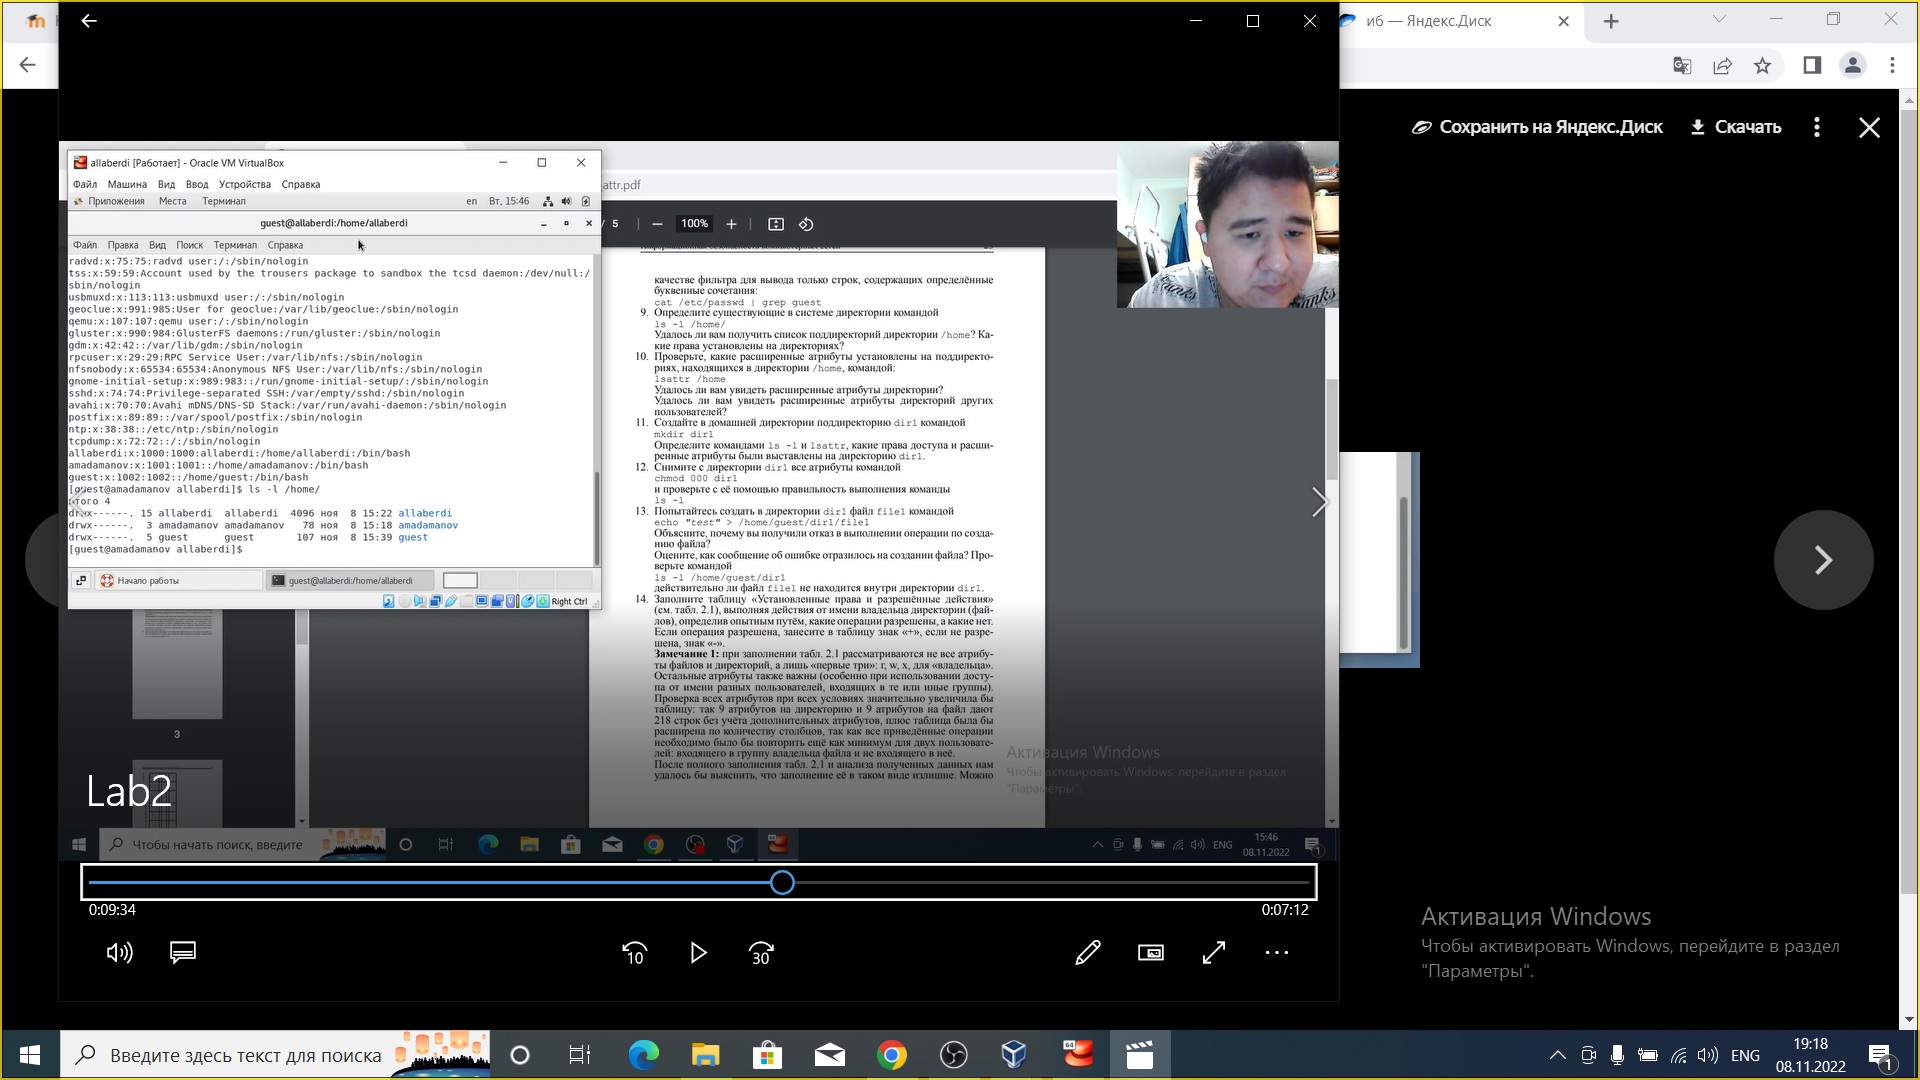 иб — Яндекс.Диск
Сохранить на Яндекс.Диск
Скачать
allaberdi [Работает] - Oracle VM VirtualBox
Файл Машина Вид Ввод Устройства Справка
Приложения Места Терминал en Вт, 15:46
guest@allaberdi:/home/allaberdi
Файл Правка Вид Поиск Терминал Справка
radvd:x:75:75:radvd user:/:/sbin/nologin
tss:x:59:59:Account used by the trousers package to sandbox the tcsd daemon:/dev/null:/
sbin/nologin
usbmuxd:x:113:113:usbmuxd user:/:/sbin/nologin
geoclue:x:991:985:User for geoclue:/var/lib/geoclue:/sbin/nologin
qemu:x:107:107:qemu user:/:/sbin/nologin
gluster:x:990:984:GlusterFS daemons:/run/gluster:/sbin/nologin
gdm:x:42:42::/var/lib/gdm:/sbin/nologin
rpcuser:x:29:29:RPC Service User:/var/lib/nfs:/sbin/nologin
nfsnobody:x:65534:65534:Anonymous NFS User:/var/lib/nfs:/sbin/nologin
gnome-initial-setup:x:989:983::/run/gnome-initial-setup/:/sbin/nologin
sshd:x:74:74:Privilege-separated SSH:/var/empty/sshd:/sbin/nologin
avahi:x:70:70:Avahi mDNS/DNS-SD Stack:/var/run/avahi-daemon:/sbin/nologin
postfix:x:89:89::/var/spool/postfix:/sbin/nologin
ntp:x:38:38::/etc/ntp:/sbin/nologin
tcpdump:x:72:72::/:/sbin/nologin
allaberdi:x:1000:1000:allaberdi:/home/allaberdi:/bin/bash
amadamanov:x:1001:1001::/home/amadamanov:/bin/bash
guest:x:1002:1002::/home/guest:/bin/bash
[guest@amadamanov allaberdi]$ ls -l /home/
итого 4
drwx------. 15 allaberdi allaberdi 4096 ноя 8 15:22 allaberdi
drwx------. 3 amadamanov amadamanov 78 ноя 8 15:18 amadamanov
drwx------. 5 guest guest 107 ноя 8 15:39 guest
[guest@amadamanov allaberdi]$
Начало работы
guest@allaberdi:/home/allaberdi
Right Ctrl
attr.pdf
/ 5
100%
качестве фильтра для вывода только строк, содержащих определённые
буквенные сочетания:
cat /etc/passwd | grep guest
9. Определите существующие в системе директории командой
ls -l /home/
Удалось ли вам получить список поддиректорий директории /home? Ка-
кие права установлены на директориях?
10. Проверьте, какие расширенные атрибуты установлены на поддиректо-
риях, находящихся в директории /home, командой:
lsattr /home
Удалось ли вам увидеть расширенные атрибуты директории?
Удалось ли вам увидеть расширенные атрибуты директорий других
пользователей?
11. Создайте в домашней директории поддиректорию dir1 командой
mkdir dir1
Определите командами ls -l и lsattr, какие права доступа и расши-
ренные атрибуты были выставлены на директорию dir1.
12. Снимите с директории dir1 все атрибуты командой
chmod 000 dir1
и проверьте с её помощью правильность выполнения команды
ls -l
13. Попытайтесь создать в директории dir1 файл file1 командой
echo "test" > /home/guest/dir1/file1
Объясните, почему вы получили отказ в выполнении операции по созда-
нию файла?
Оцените, как сообщение об ошибке отразилось на создании файла? Про-
верьте командой
ls -l /home/guest/dir1
действительно ли файл file1 не находится внутри директории dir1.
14. Заполните таблицу «Установленные права и разрешённые действия»
(см. табл. 2.1), выполняя действия от имени владельца директории (фай-
лов), определив опытным путём, какие операции разрешены, а какие нет.
Если операция разрешена, занесите в таблицу знак «+», если не разре-
шена, знак «-».
Замечание 1: при заполнении табл. 2.1 рассматриваются не все атрибу-
ты файлов и директорий, а лишь «первые три»: r, w, x, для «владельца».
Остальные атрибуты также важны (особенно при использовании досту-
па от имени разных пользователей, входящих в те или иные группы).
Проверка всех атрибутов при всех условиях значительно увеличила бы
таблицу: так 9 атрибутов на директорию и 9 атрибутов на файл дают
218 строк без учёта дополнительных атрибутов, плюс таблица была бы
расширена по количеству столбцов, так как все приведённые операции
необходимо было бы повторить ещё как минимум для двух пользовате-
лей: входящего в группу владельца файла и не входящего в неё.
После полного заполнения табл. 2.1 и анализа полученных данных нам
удалось бы выяснить, что заполнение её в таком виде излишне. Можно
3
Активация Windows
Чтобы активировать Windows, перейдите в раздел
"Параметры".
Lab2
Чтобы начать поиск, введите
ENG
15:46
08.11.2022
1
0:09:34
0:07:12
10
30
Активация Windows
Чтобы активировать Windows, перейдите в раздел
"Параметры".
Введите здесь текст для поиска
64
ENG
19:18
08.11.2022
1